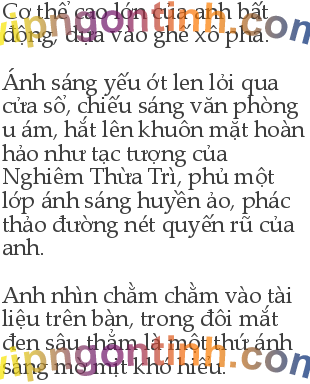 Cơ thể cao lớn của anh bất
động, dựa vào ghế xô pha.
Ánh sáng yếu ớt len lỏi qua
cửa sổ, chiếu sáng văn phòng
u ám, hắt lên khuôn mặt hoàn
hảo như tạc tượng của
Nghiêm Thừa Trì, phủ một
lớp ánh sáng huyền ảo, phác
thảo đường nét quyến rũ của
anh.
Anh nhìn chằm chằm vào tài
liệu trên bàn, trong đôi mắt
đen sâu thẳm là một thứ ánh
sáng mờ mịt khó hiểu.